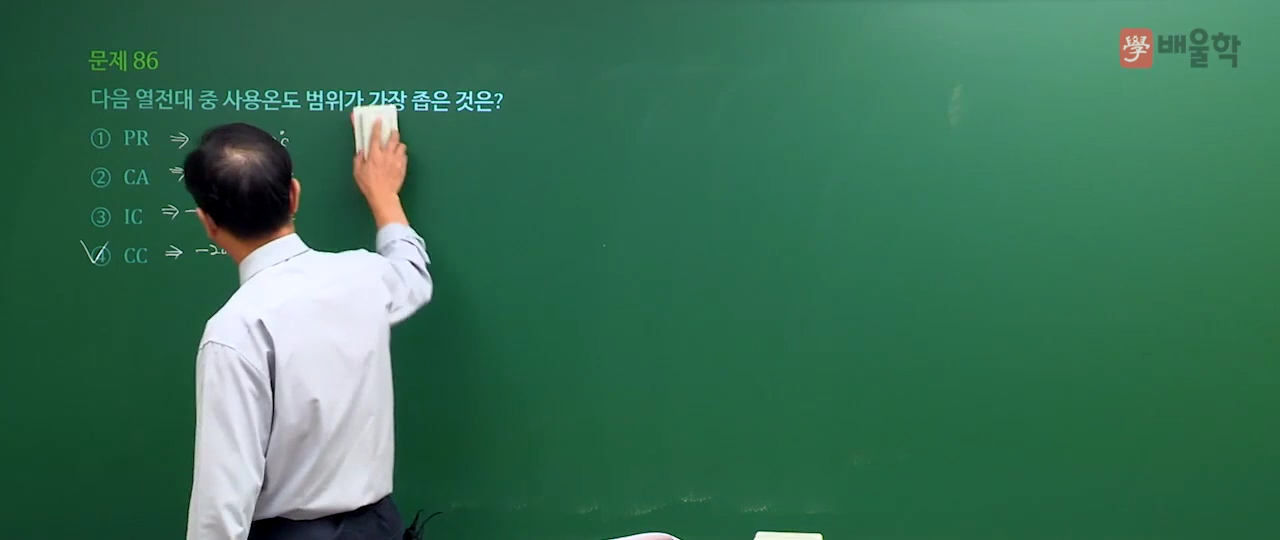 學 배울학
문제 86
다음 열전대 중 사용온도 범위가 가장 좁은 것은?
① PR ⇒
② CA ⇒
③ IC ⇒ -
④ CC ⇒